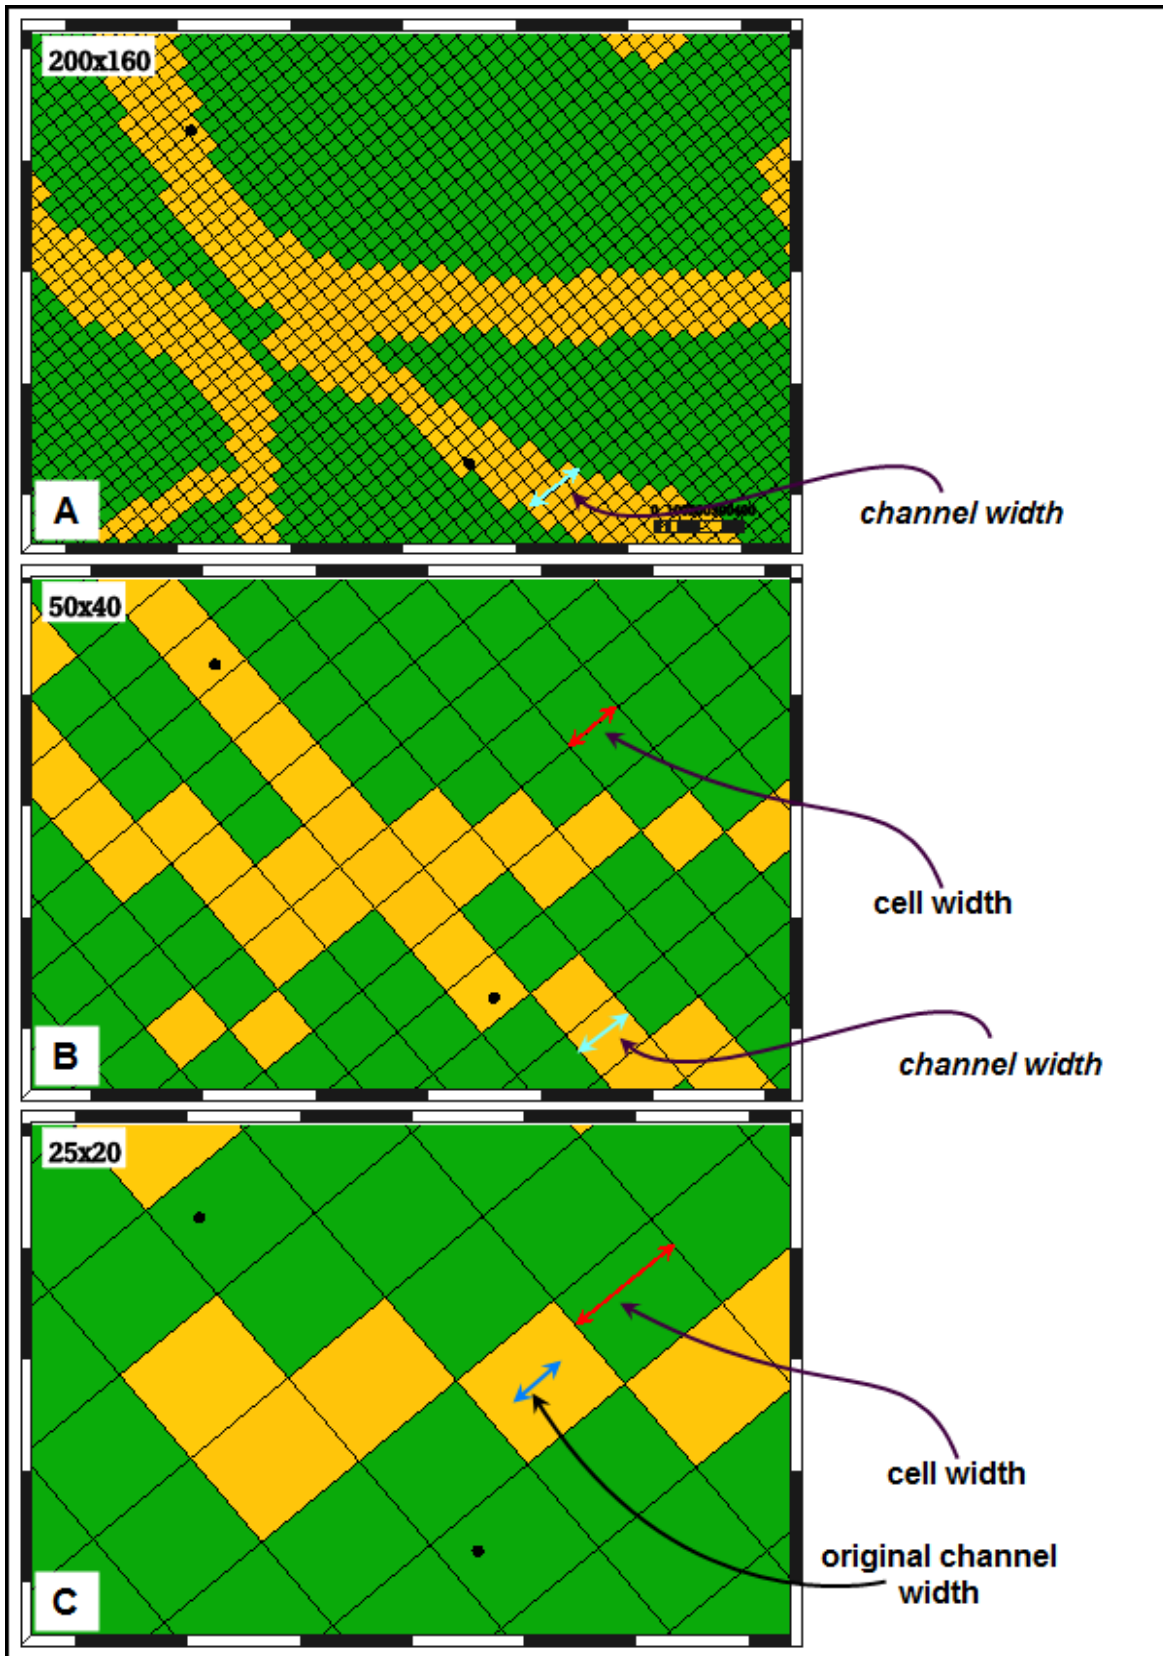 200x160
A
channel width
50x40
cell width
B
channel width
25x20
cell width
original channel
width
C